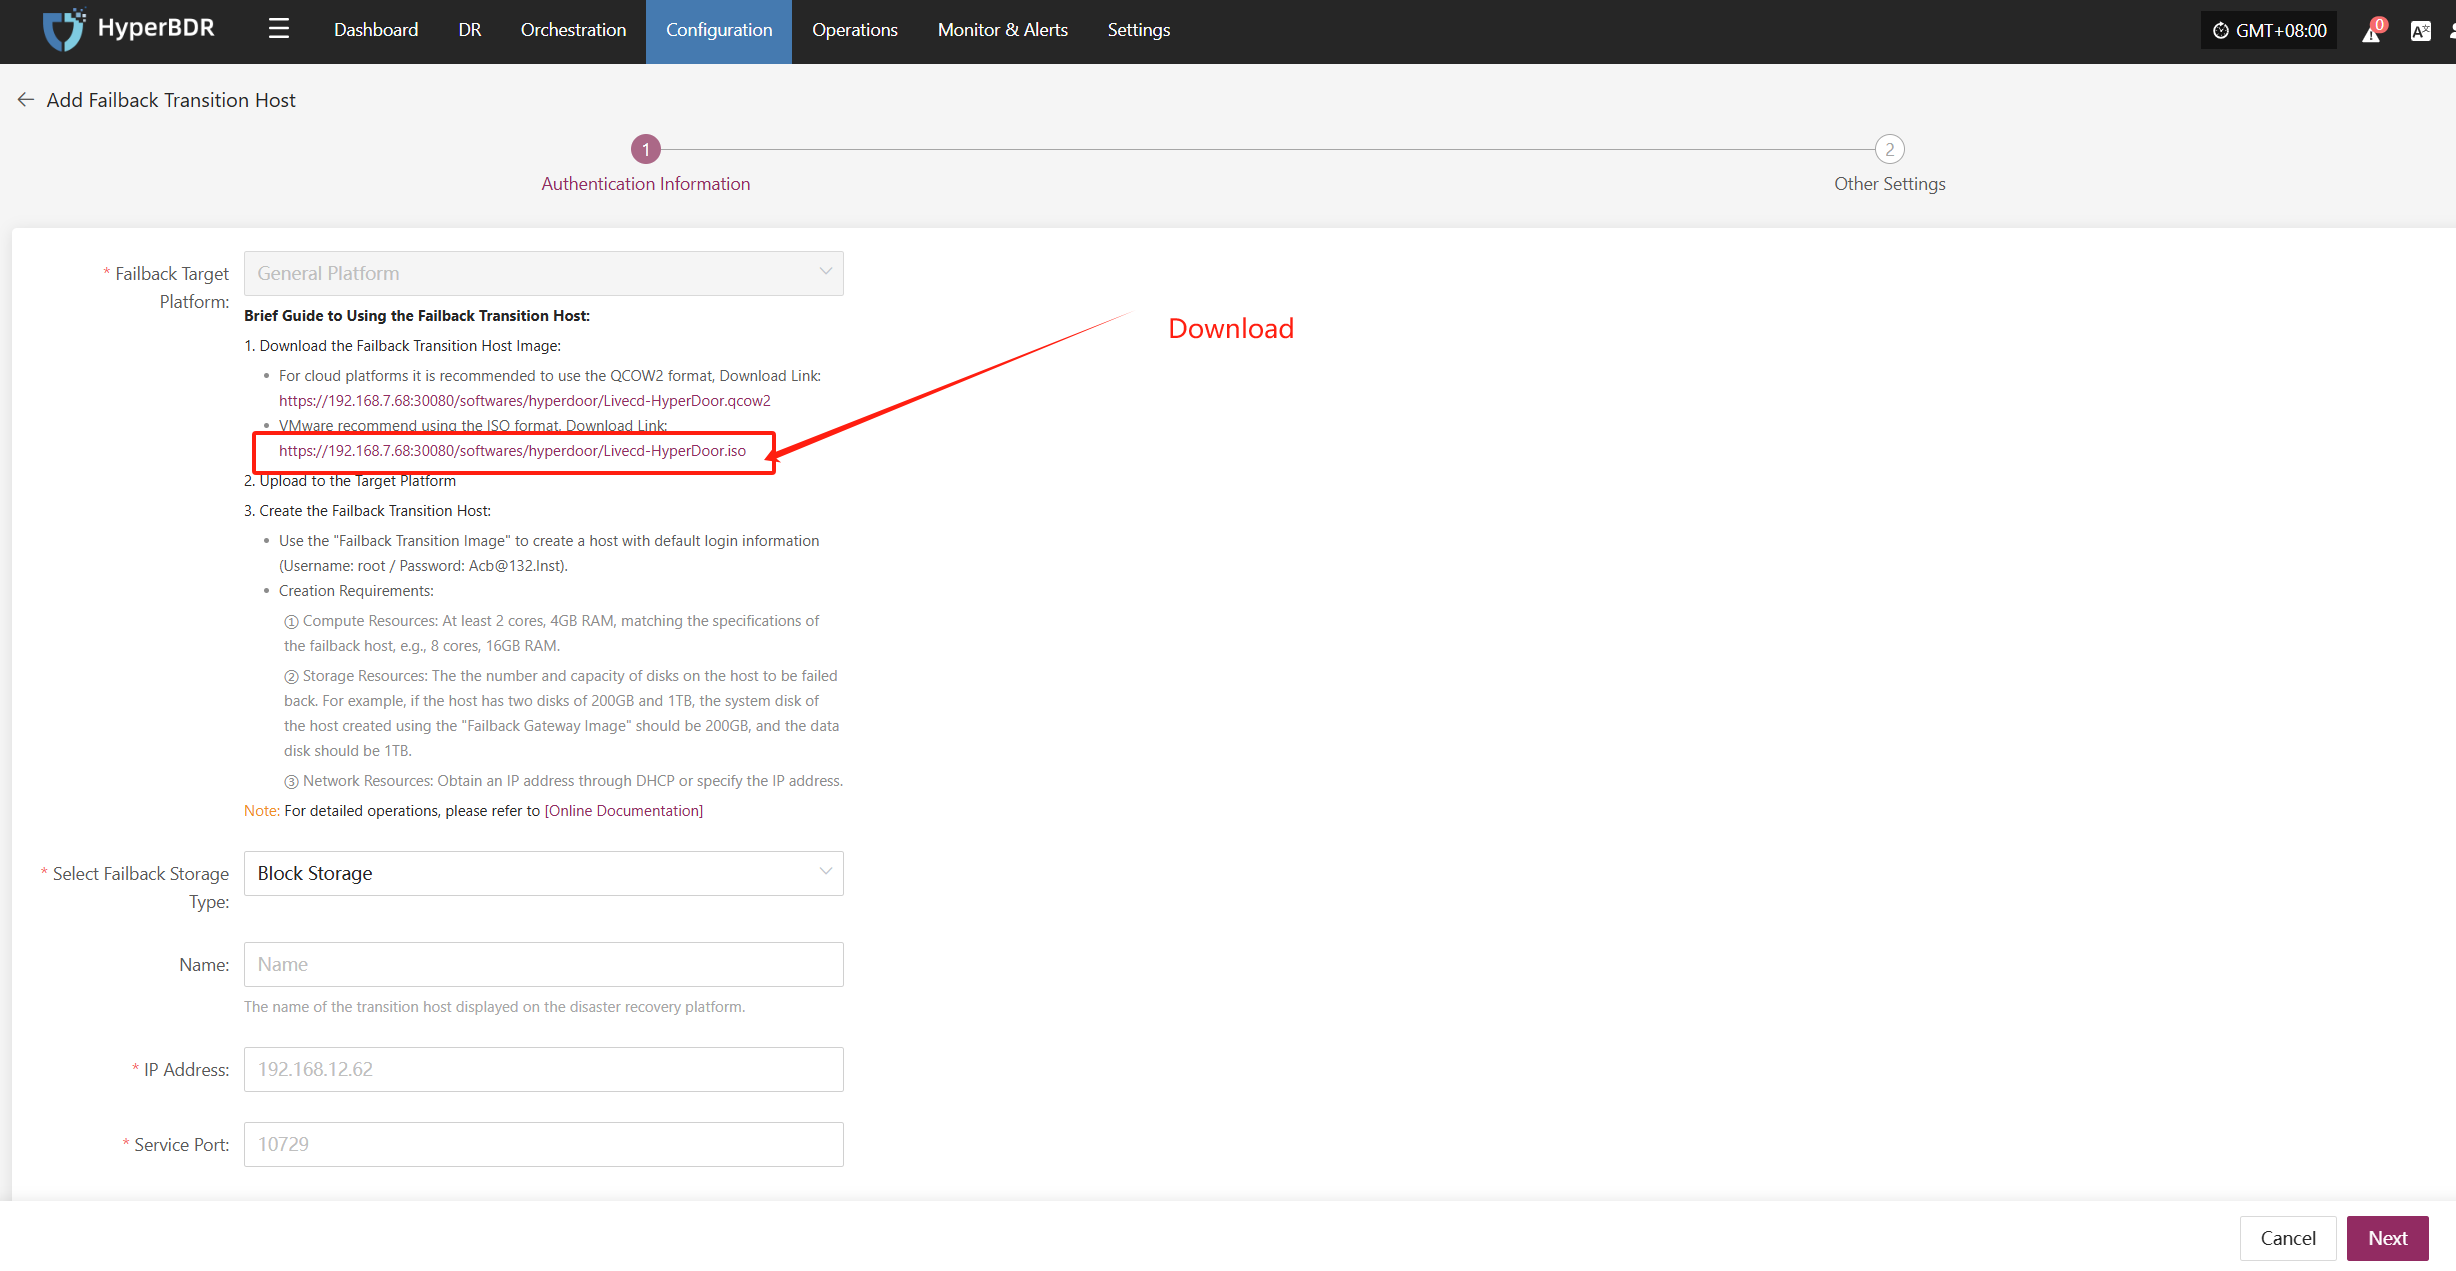 HyperBDR
Dashboard
DR
Orchestration
Configuration
Operations
Monitor & Alerts
Settings
GMT+08:00
0
Add Failback Transition Host
1
2
Authentication Information
Other Settings
* Failback Target Platform:
General Platform
Brief Guide to Using the Failback Transition Host:
1. Download the Failback Transition Host Image:
• For cloud platforms it is recommended to use the QCOW2 format, Download Link:
https://192.168.7.68:30080/softwares/hyperdoor/Livecd-HyperDoor.qcow2
• VMware recommend using the ISO format, Download Link:
https://192.168.7.68:30080/softwares/hyperdoor/Livecd-HyperDoor.iso
Download
2. Upload to the Target Platform
3. Create the Failback Transition Host:
• Use the "Failback Transition Image" to create a host with default login information
(Username: root / Password: Acb@132.Inst).
• Creation Requirements:
① Compute Resources: At least 2 cores, 4GB RAM, matching the specifications of
the failback host, e.g., 8 cores, 16GB RAM.
② Storage Resources: The the number and capacity of disks on the host to be failed
back. For example, if the host has two disks of 200GB and 1TB, the system disk of
the host created using the "Failback Gateway Image" should be 200GB, and the data
disk should be 1TB.
③ Network Resources: Obtain an IP address through DHCP or specify the IP address.
Note: For detailed operations, please refer to [Online Documentation]
* Select Failback Storage Type:
Block Storage
Name:
Name
The name of the transition host displayed on the disaster recovery platform.
* IP Address:
192.168.12.62
* Service Port:
10729
Cancel
Next